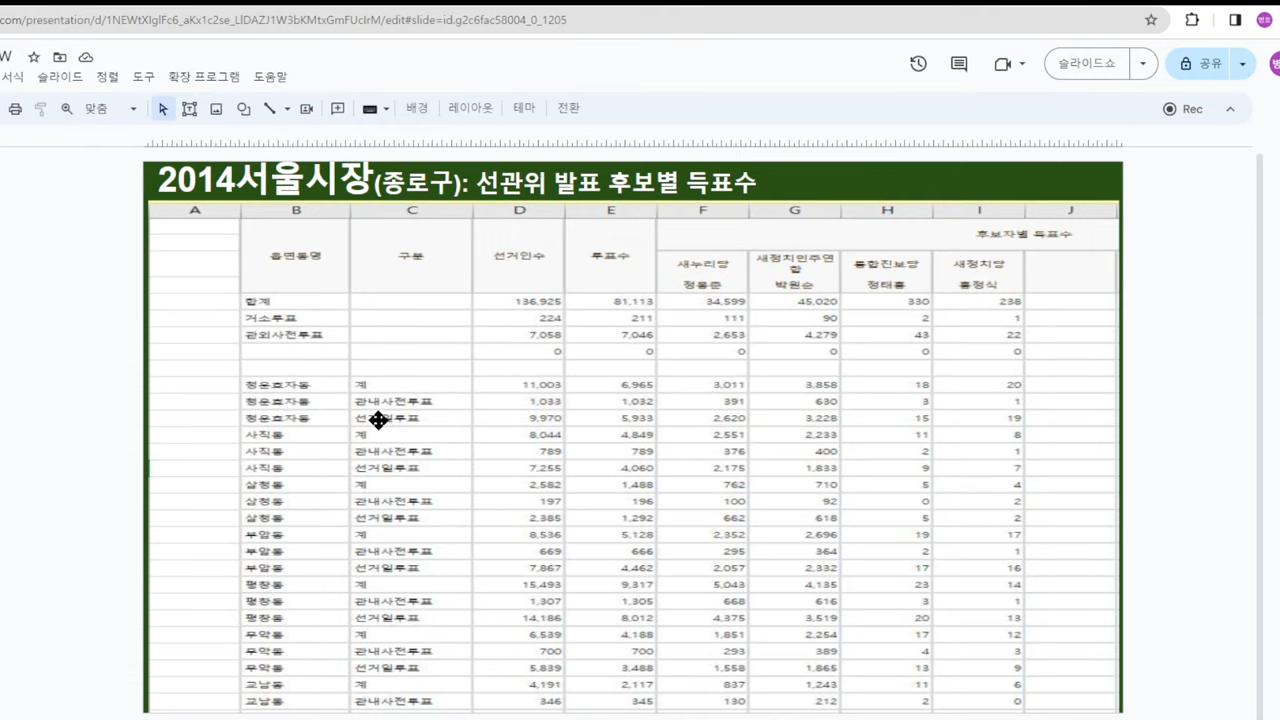 com/presentation/d/1NEWtXIglFc6_aKx1c2se_LlDAZJ1W3bKMtxGmFUcIrM/edit#slide=id.g2c6fac58004_0_1205
W
서식 슬라이드 정렬 도구 확장 프로그램 도움말
슬라이드쇼 공유
맞춤 배경 레이아웃 테마 전환 Rec
2014서울시장(종로구): 선관위 발표 후보별 득표수
A B C D E F G H I J
후보자별 득표수
읍면동명 구분 선거인수 투표수
새누리당 새정치민주연합 통합진보당 새정치당
정몽준 박원순 정태흥 홍정식
합계 136,925 81,113 34,599 45,020 330 238
거소투표 224 211 111 90 2 1
관외사전투표 7,058 7,046 2,653 4,279 43 22
0 0 0 0 0 0
청운효자동 계 11,003 6,965 3,011 3,858 18 20
청운효자동 관내사전투표 1,033 1,032 391 630 3 1
청운효자동 선거일투표 9,970 5,933 2,620 3,228 15 19
사직동 계 8,044 4,849 2,551 2,233 11 8
사직동 관내사전투표 789 789 376 400 2 1
사직동 선거일투표 7,255 4,060 2,175 1,833 9 7
삼청동 계 2,582 1,488 762 710 5 4
삼청동 관내사전투표 197 196 100 92 0 2
삼청동 선거일투표 2,385 1,292 662 618 5 2
부암동 계 8,536 5,128 2,352 2,696 19 17
부암동 관내사전투표 669 666 295 364 2 1
부암동 선거일투표 7,867 4,462 2,057 2,332 17 16
평창동 계 15,493 9,317 5,043 4,135 23 14
평창동 관내사전투표 1,307 1,305 668 616 3 1
평창동 선거일투표 14,186 8,012 4,375 3,519 20 13
무악동 계 6,539 4,188 1,851 2,254 17 12
무악동 관내사전투표 700 700 293 389 4 3
무악동 선거일투표 5,839 3,488 1,558 1,865 13 9
교남동 계 4,191 2,117 837 1,243 11 6
교남동 관내사전투표 346 345 130 212 2 0